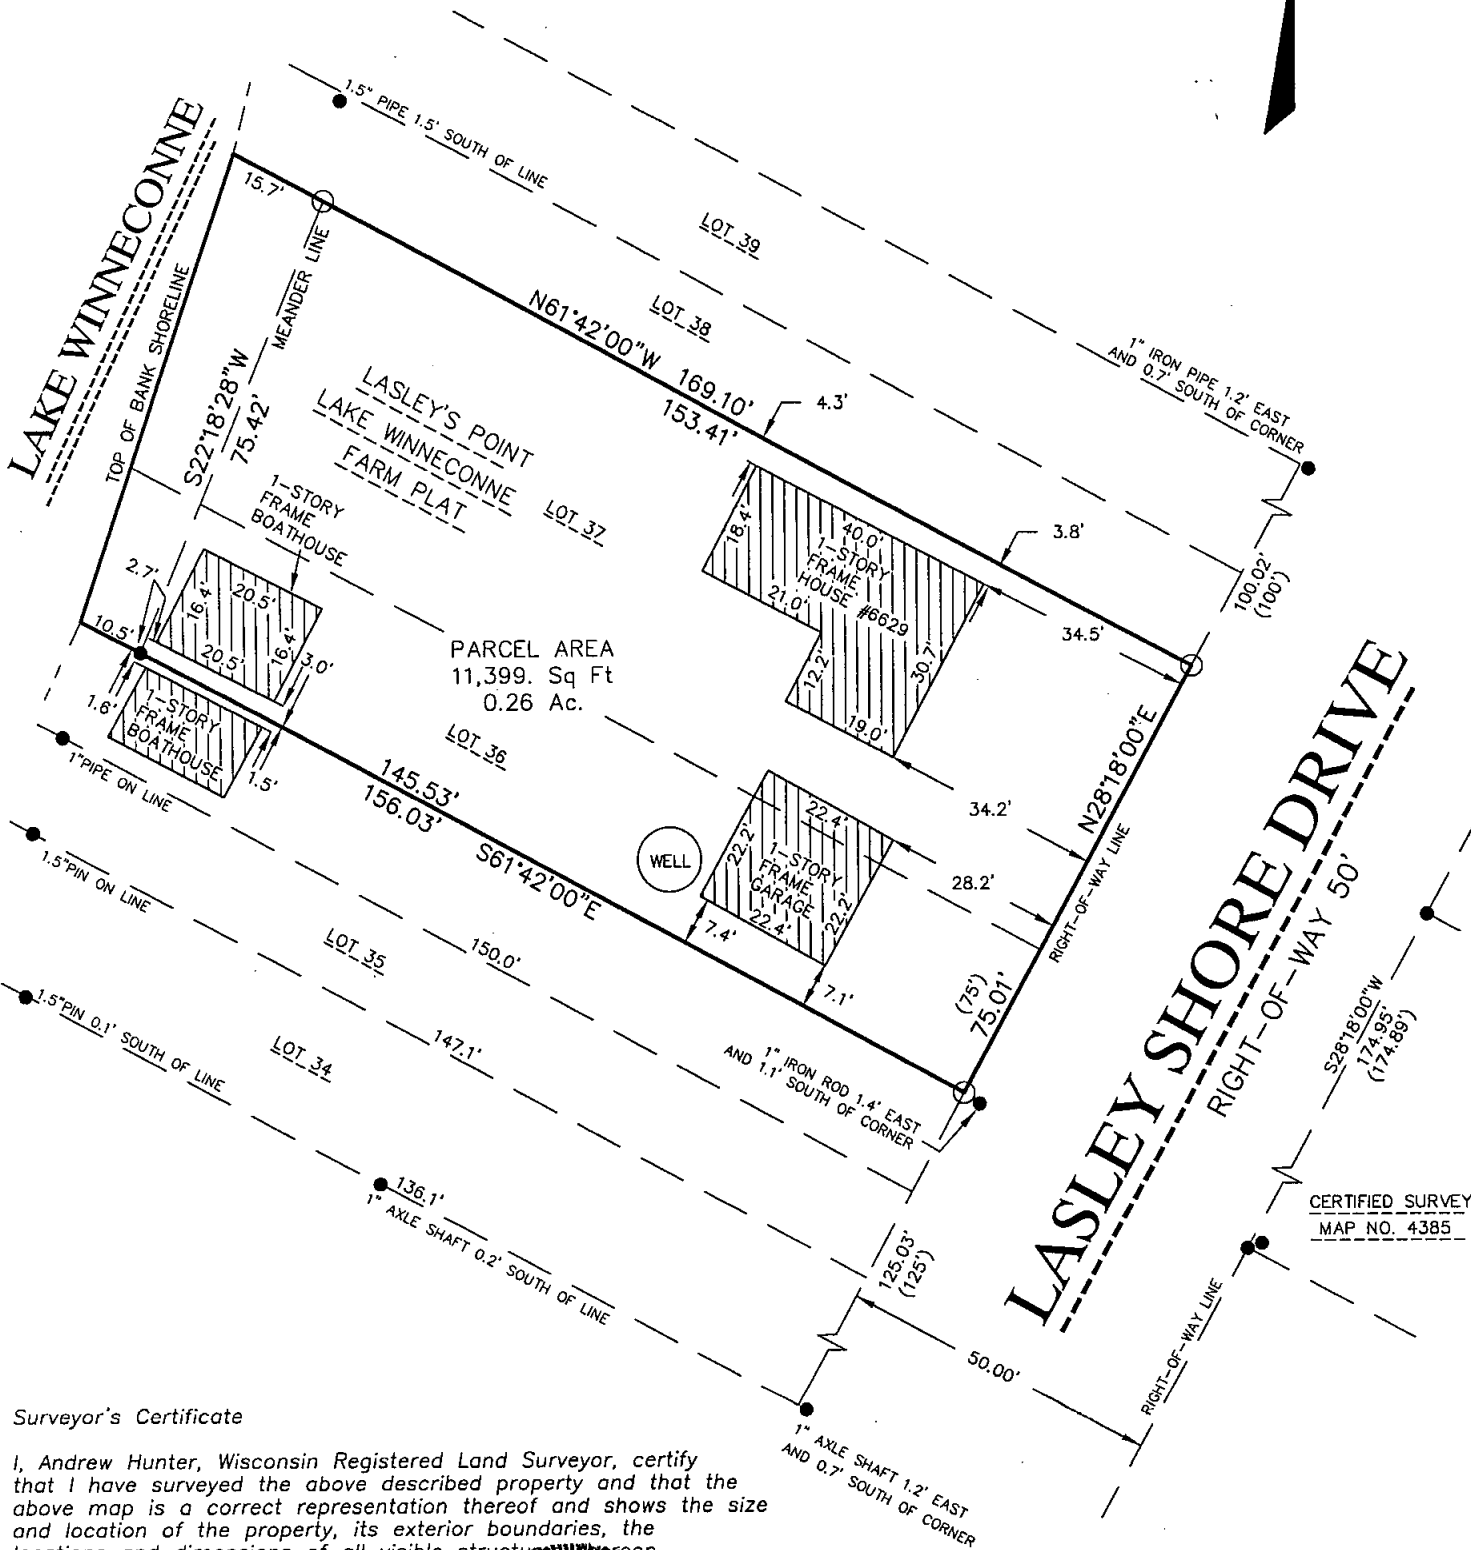 1.5" PIPE 1.5' SOUTH OF LINE
LAKE WINNECONNE
15.7'
LOT 39
LOT 38
MEANDER LINE
TOP OF BANK SHORELINE
N61°42'00"W 169.10'
153.41'
1" IRON PIPE 1.2' EAST
AND 0.7' SOUTH OF CORNER
S22°18'28"W
75.42'
LASLEY'S POINT
LAKE WINNECONNE
FARM PLAT
4.3'
LOT 37
1-STORY
FRAME
BOATHOUSE
18.4'
40.0'
1-STORY
FRAME
HOUSE #6629
3.8'
100.02'
(100')
2.7'
16.4'
20.5'
21.0'
34.5'
10.5'
20.5'
16.4'
3.0'
PARCEL AREA
11,399. Sq Ft
0.26 Ac.
12.2'
30.7'
19.0'
1.6'
1-STORY
FRAME
BOATHOUSE
1.5'
LOT 36
N28°18'00"E
1"PIPE ON LINE
145.53'
156.03'
S61°42'00"E
34.2'
LASLEY SHORE DRIVE
RIGHT-OF-WAY 50'
WELL
22.4'
22.2'
1-STORY
FRAME
GARAGE
22.2'
22.4'
28.2'
RIGHT-OF-WAY LINE
1.5"PIN ON LINE
7.4'
7.1'
(75')
75.01'
LOT 35
150.0'
1.5"PIN 0.1' SOUTH OF LINE
LOT 34
147.1'
1" IRON ROD 1.4' EAST
AND 1.1' SOUTH OF CORNER
S28°18'00"W
174.95'
(174.89')
136.1'
1" AXLE SHAFT 0.2' SOUTH OF LINE
CERTIFIED SURVEY
MAP NO. 4385
125.03'
(125')
50.00'
RIGHT-OF-WAY LINE
1" AXLE SHAFT 1.2' EAST
AND 0.7' SOUTH OF CORNER
Surveyor's Certificate
I, Andrew Hunter, Wisconsin Registered Land Surveyor, certify
that I have surveyed the above described property and that the
above map is a correct representation thereof and shows the size
and location of the property, its exterior boundaries, the
locations and dimensions of all visible